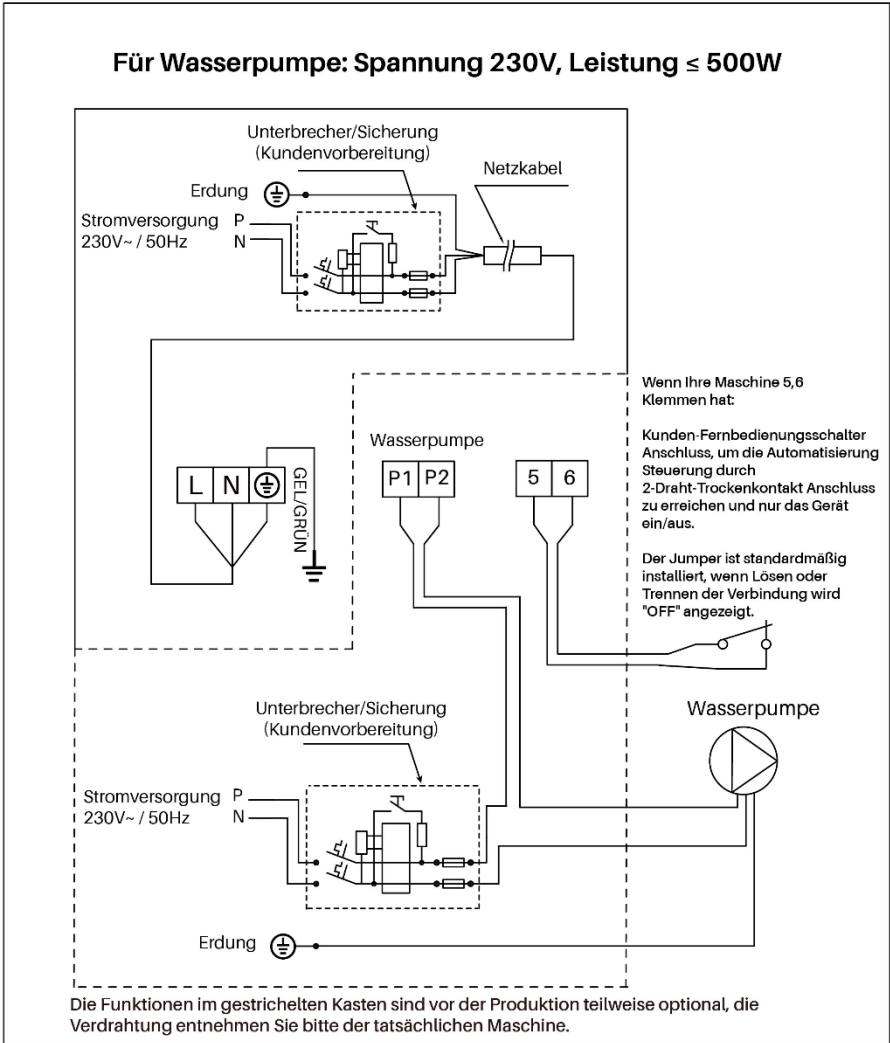 Für Wasserpumpe: Spannung 230V, Leistung ≤ 500W
Unterbrecher/Sicherung
(Kundenvorbereitung)
Netzkabel
Erdung
Stromversorgung P
230V~ / 50Hz N
Wenn Ihre Maschine 5,6
Klemmen hat:
Kunden-Fernbedienungsschalter
Anschluss, um die Automatisierung
Steuerung durch
2-Draht-Trockenkontakt Anschluss
zu erreichen und nur das Gerät
ein/aus.
Der Jumper ist standardmäßig
installiert, wenn Lösen oder
Trennen der Verbindung wird
"OFF" angezeigt.
Wasserpumpe
L N
GEL/GRÜN
P1 P2
5 6
Unterbrecher/Sicherung
(Kundenvorbereitung)
Wasserpumpe
Stromversorgung P
230V~ / 50Hz N
Erdung
Die Funktionen im gestrichelten Kasten sind vor der Produktion teilweise optional, die
Verdrahtung entnehmen Sie bitte der tatsächlichen Maschine.